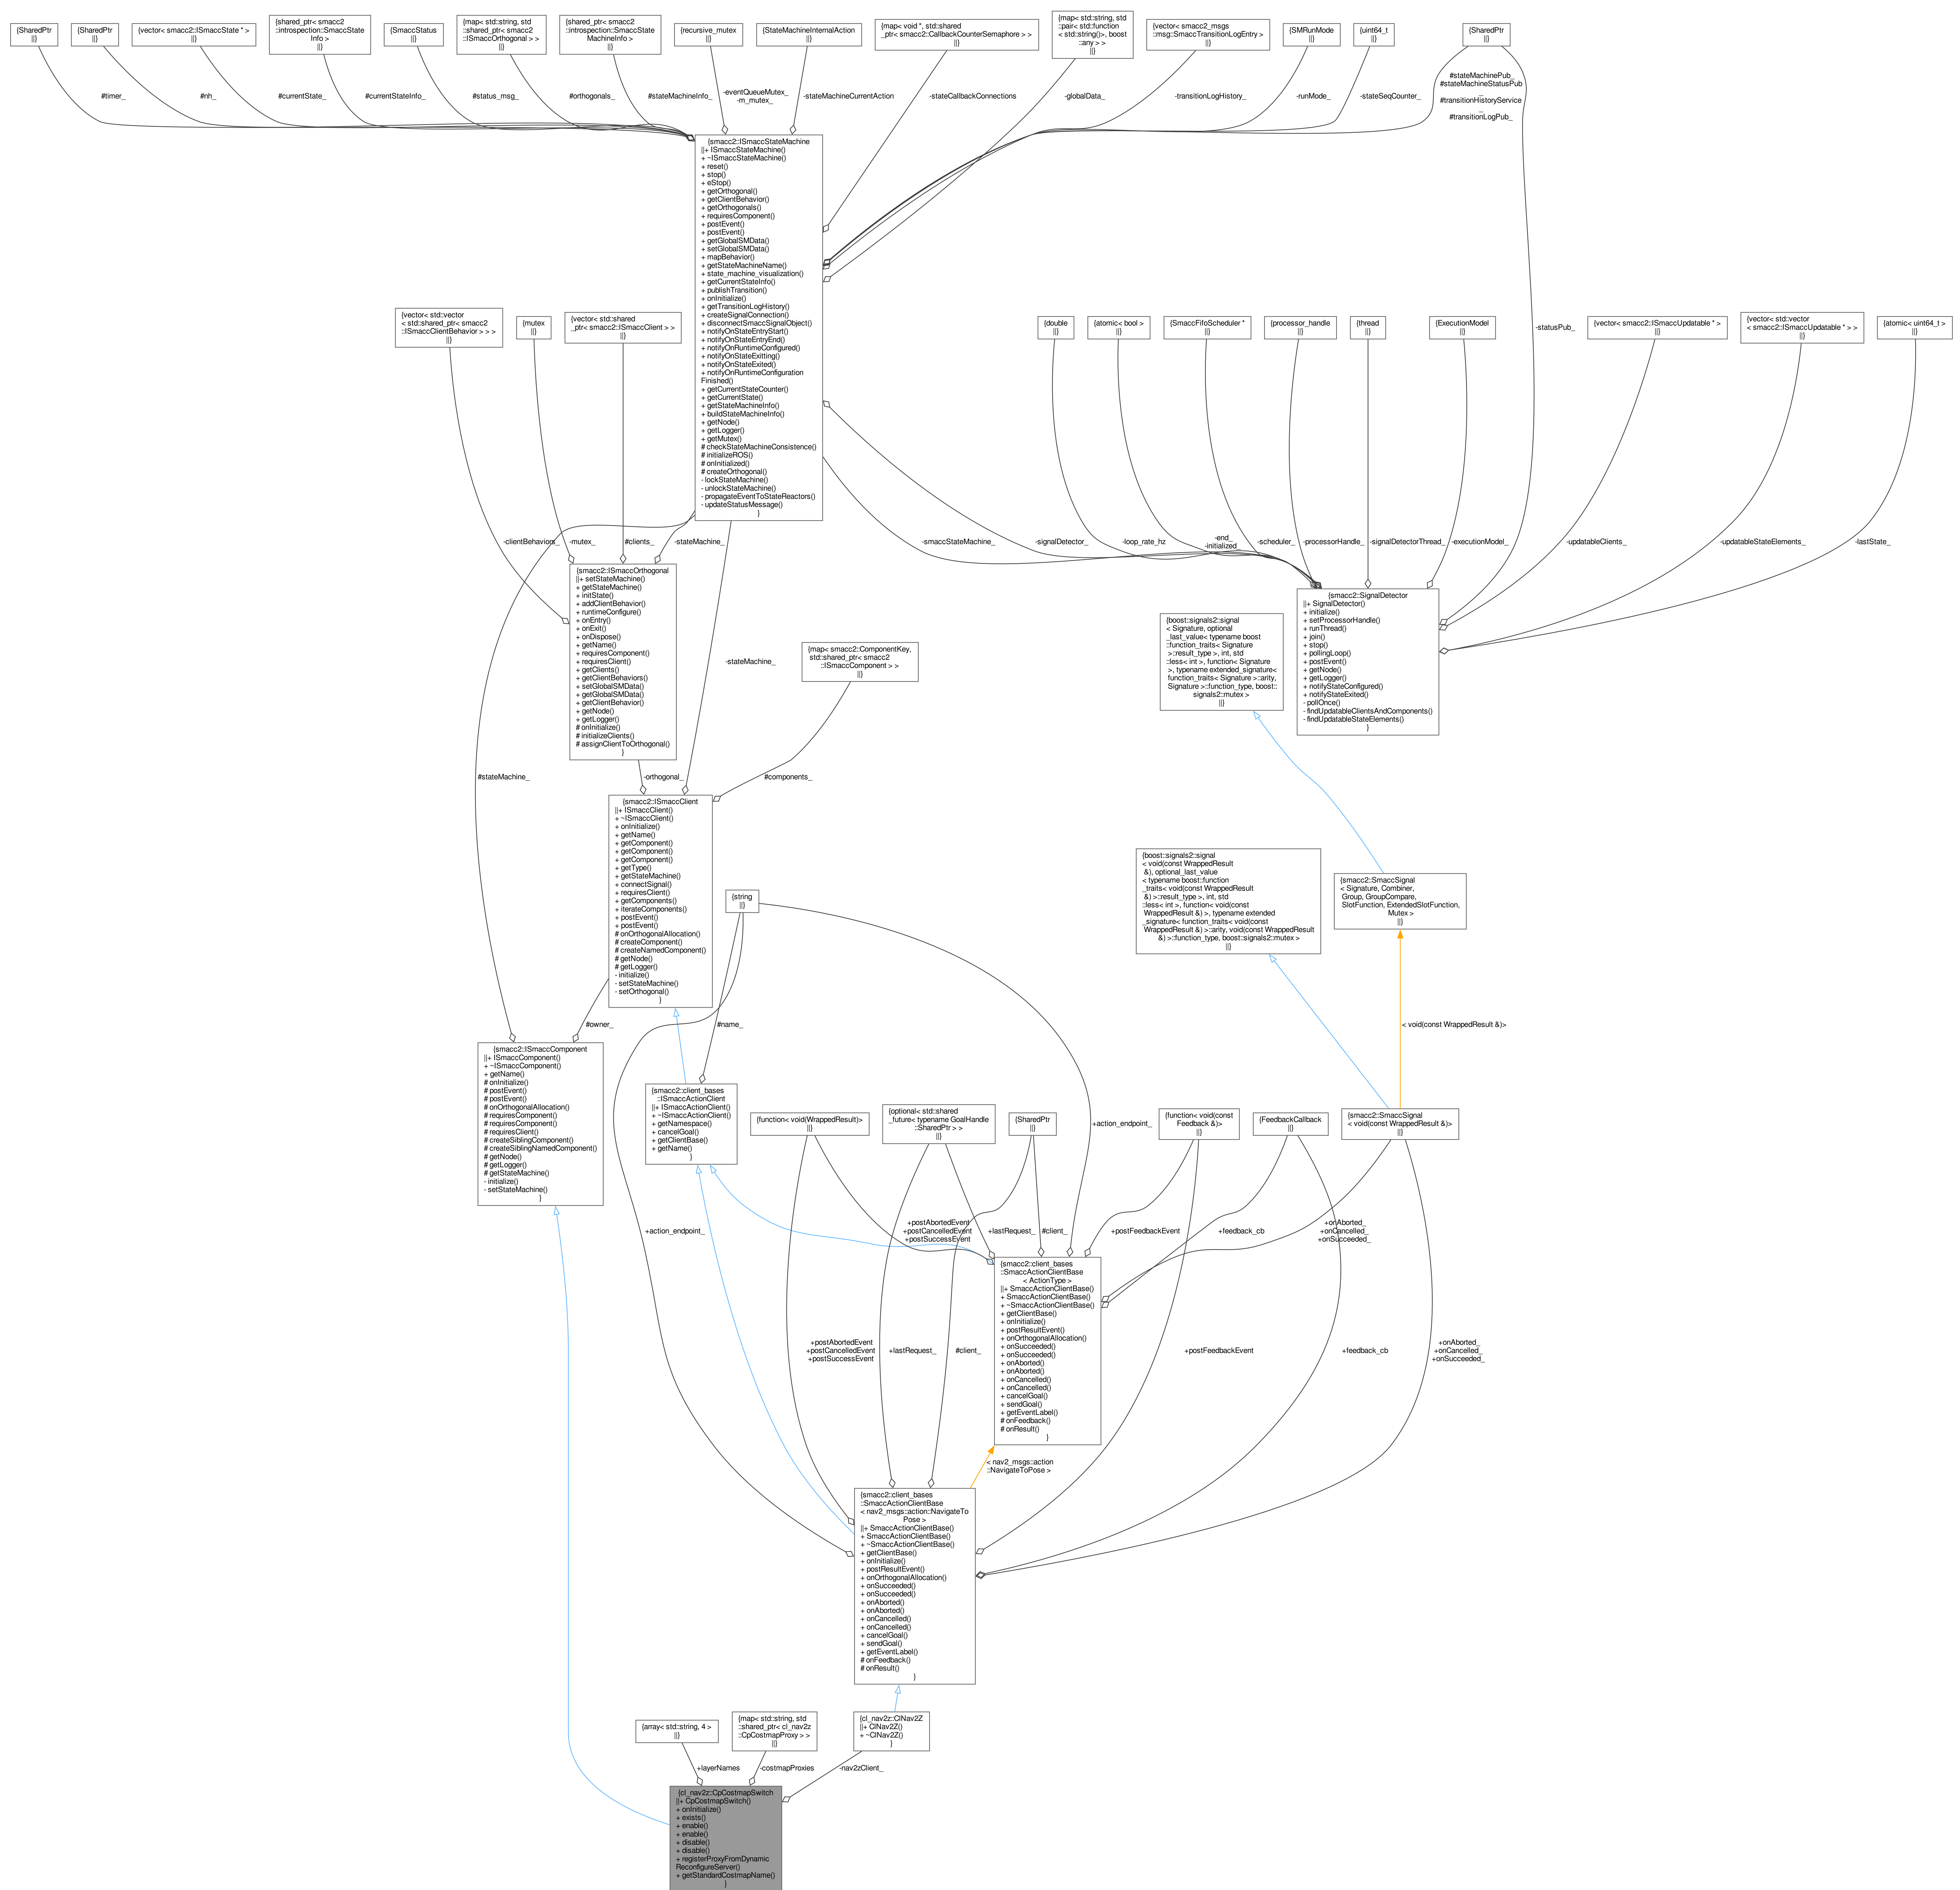 {SharedPtr
||}
{SharedPtr
||}
{vector< smacc2::ISmaccState * >
||}
{shared_ptr< smacc2
::introspection::SmaccState
Info >
||}
{SmaccStatus
||}
{map< std::string, std
::shared_ptr< smacc2
::ISmaccOrthogonal > >
||}
{shared_ptr< smacc2
::introspection::SmaccState
MachineInfo >
||}
{recursive_mutex
||}
{StateMachineInternalAction
||}
{map< void *, std::shared
_ptr< smacc2::CallbackCounterSemaphore > >
||}
{map< std::string, std
::pair< std::function
< std::string()>, boost
::any > >
||}
{vector< smacc2_msgs
::msg::SmaccTransitionLogEntry >
||}
{SMRunMode
||}
{uint64_t
||}
{SharedPtr
||}
#timer_
#nh_
#currentState_
#currentStateInfo_
#status_msg_
#orthogonals_
#stateMachineInfo_
-eventQueueMutex_
-m_mutex_
-stateMachineCurrentAction
-stateCallbackConnections
-globalData_
-transitionLogHistory_
-runMode_
-stateSeqCounter_
#stateMachinePub_
#stateMachineStatusPub
_
#transitionHistoryService
_
#transitionLogPub_
{smacc2::ISmaccStateMachine
||+ ISmaccStateMachine()
+ ~ISmaccStateMachine()
+ reset()
+ stop()
+ eStop()
+ getOrthogonal()
+ getClientBehavior()
+ getOrthogonals()
+ requiresComponent()
+ postEvent()
+ postEvent()
+ getGlobalSMData()
+ setGlobalSMData()
+ mapBehavior()
+ getStateMachineName()
+ state_machine_visualization()
+ getCurrentStateInfo()
+ publishTransition()
+ onInitialize()
+ getTransitionLogHistory()
+ createSignalConnection()
+ disconnectSmaccSignalObject()
+ notifyOnStateEntryStart()
+ notifyOnStateEntryEnd()
+ notifyOnRuntimeConfigured()
+ notifyOnStateExitting()
+ notifyOnStateExited()
+ notifyOnRuntimeConfiguration
Finished()
+ getCurrentStateCounter()
+ getCurrentState()
+ getStateMachineInfo()
+ buildStateMachineInfo()
+ getNode()
+ getLogger()
+ getMutex()
# checkStateMachineConsistence()
# initializeROS()
# onInitialized()
# createOrthogonal()
- lockStateMachine()
- unlockStateMachine()
- propagateEventToStateReactors()
- updateStatusMessage()
}
{vector< std::vector
< std::shared_ptr< smacc2
::ISmaccClientBehavior > > >
||}
{mutex
||}
{vector< std::shared
_ptr< smacc2::ISmaccClient > >
||}
{double
||}
{atomic< bool >
||}
{SmaccFifoScheduler *
||}
{processor_handle
||}
{thread
||}
{ExecutionModel
||}
-statusPub_
{vector< smacc2::ISmaccUpdatable * >
||}
{vector< std::vector
< smacc2::ISmaccUpdatable * > >
||}
{atomic< uint64_t >
||}
-clientBehaviors_
-mutex_
#clients_
-stateMachine_
-smaccStateMachine_
-signalDetector_
-loop_rate_hz
-end_
-initialized_
-scheduler_
-processorHandle_
-signalDetectorThread_
-executionModel_
-updatableClients_
-updatableStateElements_
-lastState_
{smacc2::ISmaccOrthogonal
||+ setStateMachine()
+ getStateMachine()
+ initState()
+ addClientBehavior()
+ runtimeConfigure()
+ onEntry()
+ onExit()
+ onDispose()
+ getName()
+ requiresComponent()
+ requiresClient()
+ getClients()
+ getClientBehaviors()
+ setGlobalSMData()
+ getGlobalSMData()
+ getClientBehavior()
+ getNode()
+ getLogger()
# onInitialize()
# initializeClients()
# assignClientToOrthogonal()
}
{smacc2::SignalDetector
||+ SignalDetector()
+ initialize()
+ setProcessorHandle()
+ runThread()
+ join()
+ stop()
+ pollingLoop()
+ postEvent()
+ getNode()
+ getLogger()
+ notifyStateConfigured()
+ notifyStateExited()
- pollOnce()
- findUpdatableClientsAndComponents()
- findUpdatableStateElements()
}
{boost::signals2::signal
< Signature, optional
_last_value< typename boost
::function_traits< Signature
>::result_type >, int, std
::less< int >, function< Signature
>, typename extended_signature<
function_traits< Signature >::arity,
Signature >::function_type, boost::
signals2::mutex >
||}
-stateMachine_
{map< smacc2::ComponentKey,
std::shared_ptr< smacc2
::ISmaccComponent > >
||}
#stateMachine_
-orthogonal_
#components_
{smacc2::ISmaccClient
||+ ISmaccClient()
+ ~ISmaccClient()
+ onInitialize()
+ getName()
+ getComponent()
+ getComponent()
+ getComponent()
+ getType()
+ getStateMachine()
+ connectSignal()
+ requiresClient()
+ getComponents()
+ iterateComponents()
+ postEvent()
+ postEvent()
# onOrthogonalAllocation()
# createComponent()
# createNamedComponent()
# getNode()
# getLogger()
- initialize()
- setStateMachine()
- setOrthogonal()
}
{string
||}
{boost::signals2::signal
< void(const WrappedResult
&), optional_last_value
< typename boost::function
_traits< void(const WrappedResult
&) >::result_type >, int, std
::less< int >, function< void(const
WrappedResult &) >, typename extended
_signature< function_traits< void(const
WrappedResult &) >::arity, void(const WrappedResult
&) >::function_type, boost::signals2::mutex >
||}
{smacc2::SmaccSignal
< Signature, Combiner,
Group, GroupCompare,
SlotFunction, ExtendedSlotFunction,
Mutex >
||}
#owner_
#name_
< void(const WrappedResult &)>
{smacc2::ISmaccComponent
||+ ISmaccComponent()
+ ~ISmaccComponent()
+ getName()
# onInitialize()
# postEvent()
# postEvent()
# onOrthogonalAllocation()
# requiresComponent()
# requiresComponent()
# requiresClient()
# createSiblingComponent()
# createSiblingNamedComponent()
# getNode()
# getLogger()
# getStateMachine()
- initialize()
- setStateMachine()
}
{smacc2::client_bases
::ISmaccActionClient
||+ ISmaccActionClient()
+ ~ISmaccActionClient()
+ getNamespace()
+ cancelGoal()
+ getClientBase()
+ getName()
}
{function< void(WrappedResult)>
||}
{optional< std::shared
_future< typename GoalHandle
::SharedPtr > >
||}
{SharedPtr
||}
+action_endpoint_
{function< void(const
Feedback &)>
||}
{FeedbackCallback
||}
{smacc2::SmaccSignal
< void(const WrappedResult &)>
||}
+action_endpoint_
+postAbortedEvent
+postCancelledEvent
+postSuccessEvent
+lastRequest_
#client_
+postFeedbackEvent
+feedback_cb
+onAborted_
+onCancelled_
+onSucceeded_
{smacc2::client_bases
::SmaccActionClientBase
< ActionType >
||+ SmaccActionClientBase()
+ SmaccActionClientBase()
+ ~SmaccActionClientBase()
+ getClientBase()
+ onInitialize()
+ postResultEvent()
+ onOrthogonalAllocation()
+ onSucceeded()
+ onSucceeded()
+ onAborted()
+ onAborted()
+ onCancelled()
+ onCancelled()
+ cancelGoal()
+ sendGoal()
+ getEventLabel()
# onFeedback()
# onResult()
}
+postAbortedEvent
+postCancelledEvent
+postSuccessEvent
+lastRequest_
#client_
+postFeedbackEvent
+feedback_cb
+onAborted_
+onCancelled_
+onSucceeded_
< nav2_msgs::action
::NavigateToPose >
{smacc2::client_bases
::SmaccActionClientBase
< nav2_msgs::action::NavigateTo
Pose >
||+ SmaccActionClientBase()
+ SmaccActionClientBase()
+ ~SmaccActionClientBase()
+ getClientBase()
+ onInitialize()
+ postResultEvent()
+ onOrthogonalAllocation()
+ onSucceeded()
+ onSucceeded()
+ onAborted()
+ onAborted()
+ onCancelled()
+ onCancelled()
+ cancelGoal()
+ sendGoal()
+ getEventLabel()
# onFeedback()
# onResult()
}
{array< std::string, 4 >
||}
{map< std::string, std
::shared_ptr< cl_nav2z
::CpCostmapProxy > >
||}
{cl_nav2z::ClNav2Z
||+ ClNav2Z()
+ ~ClNav2Z()
}
+layerNames
-costmapProxies
-nav2zClient_
{cl_nav2z::CpCostmapSwitch
||+ CpCostmapSwitch()
+ onInitialize()
+ exists()
+ enable()
+ enable()
+ disable()
+ disable()
+ registerProxyFromDynamic
ReconfigureServer()
+ getStandardCostmapName()
}